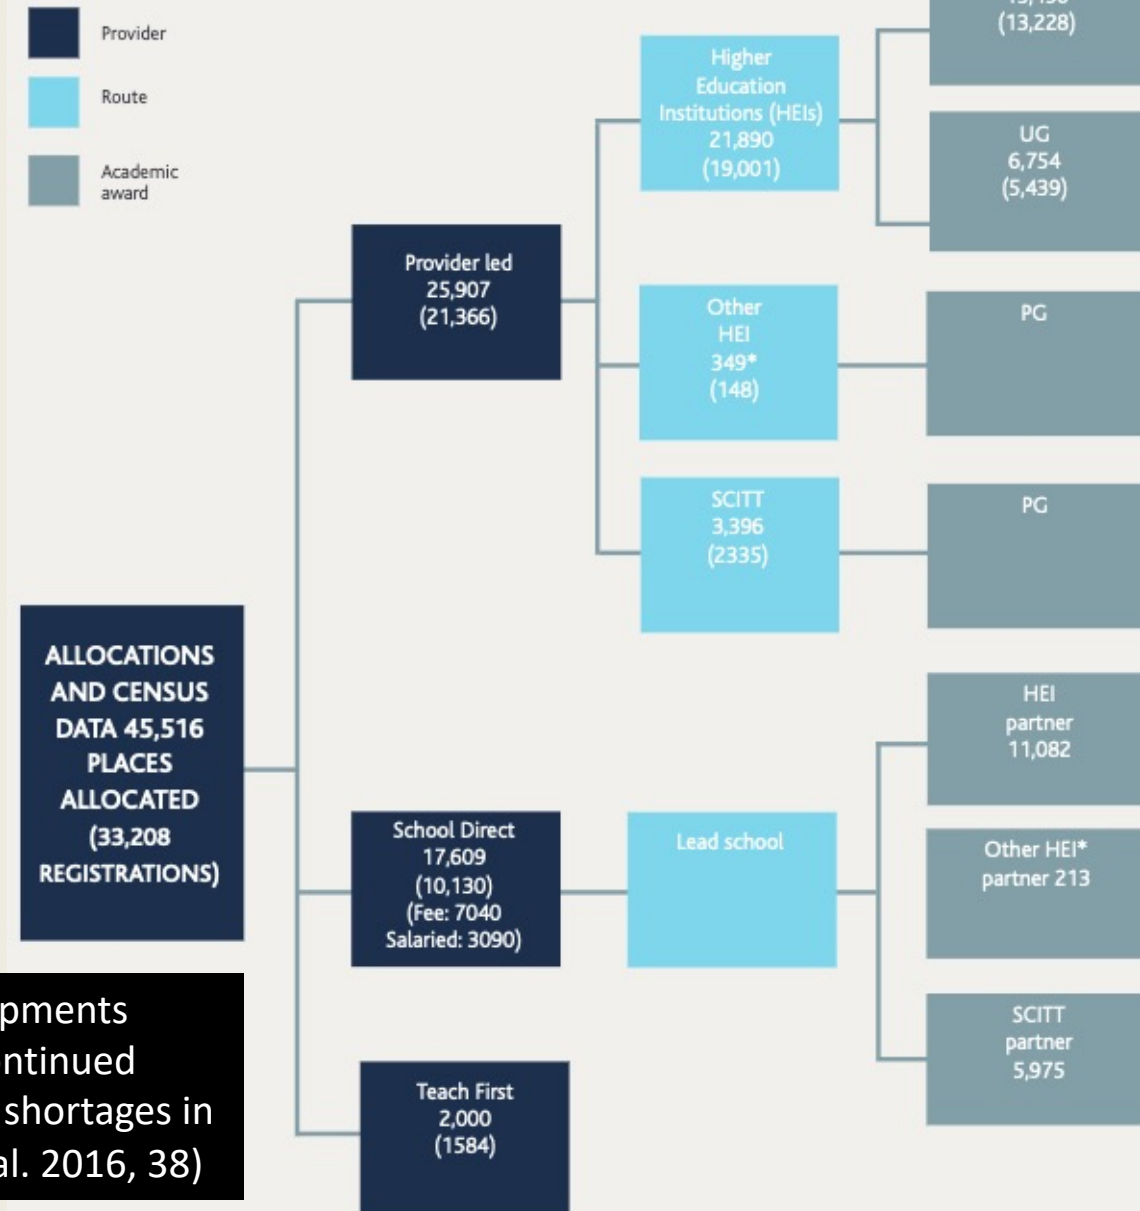 Provider
Route
Academic
award
(13,228)
Higher
Education
Institutions (HEIs)
21,890
(19,001)
UG
6,754
(5,439)
Provider led
25,907
(21,366)
Other
HEI
349*
(148)
PG
SCITT
3,396
(2335)
PG
ALLOCATIONS
AND CENSUS
DATA 45,516
PLACES
ALLOCATED
(33,208
REGISTRATIONS)
HEI
partner
11,082
School Direct
17,609
(10,130)
(Fee: 7040
Salaried: 3090)
Lead school
Other HEI*
partner 213
SCITT
partner
5,975
Teach First
2,000
(1584)
pments
ntinued
shortages in
al. 2016, 38)